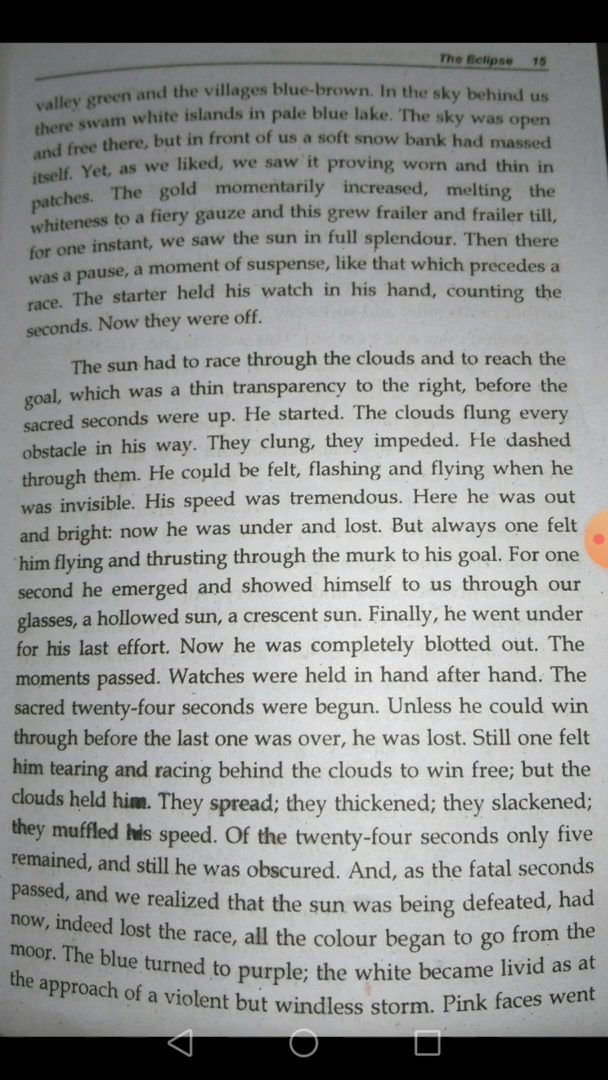 The Eclipse 15
valley green and the villages blue-brown. In the sky behind us
there swam white islands in pale blue lake. The sky was open
and free there, but in front of us a soft snow bank had massed
itself. Yet, as we liked, we saw it proving worn and thin in
patches. The gold momentarily increased, melting the
whiteness to a fiery gauze and this grew frailer and frailer till,
for one instant, we saw the sun in full splendour. Then there
was a pause, a moment of suspense, like that which precedes a
race. The starter held his watch in his hand, counting the
seconds. Now they were off.
The sun had to race through the clouds and to reach the
goal, which was a thin transparency to the right, before the
sacred seconds were up. He started. The clouds flung every
obstacle in his way. They clung, they impeded. He dashed
through them. He could be felt, flashing and flying when he
was invisible. His speed was tremendous. Here he was out
and bright: now he was under and lost. But always one felt
him flying and thrusting through the murk to his goal. For one
second he emerged and showed himself to us through our
glasses, a hollowed sun, a crescent sun. Finally, he went under
for his last effort. Now he was completely blotted out. The
moments passed. Watches were held in hand after hand. The
sacred twenty-four seconds were begun. Unless he could win
through before the last one was over, he was lost. Still one felt
him tearing and racing behind the clouds to win free; but the
clouds held him. They spread; they thickened; they slackened;
they muffled his speed. Of the twenty-four seconds only five
remained, and still he was obscured. And, as the fatal seconds
passed, and we realized that the sun was being defeated, had
now, indeed lost the race, all the colour began to go from the
moor. The blue turned to purple; the white became livid as at
the approach of a violent but windless storm. Pink faces went